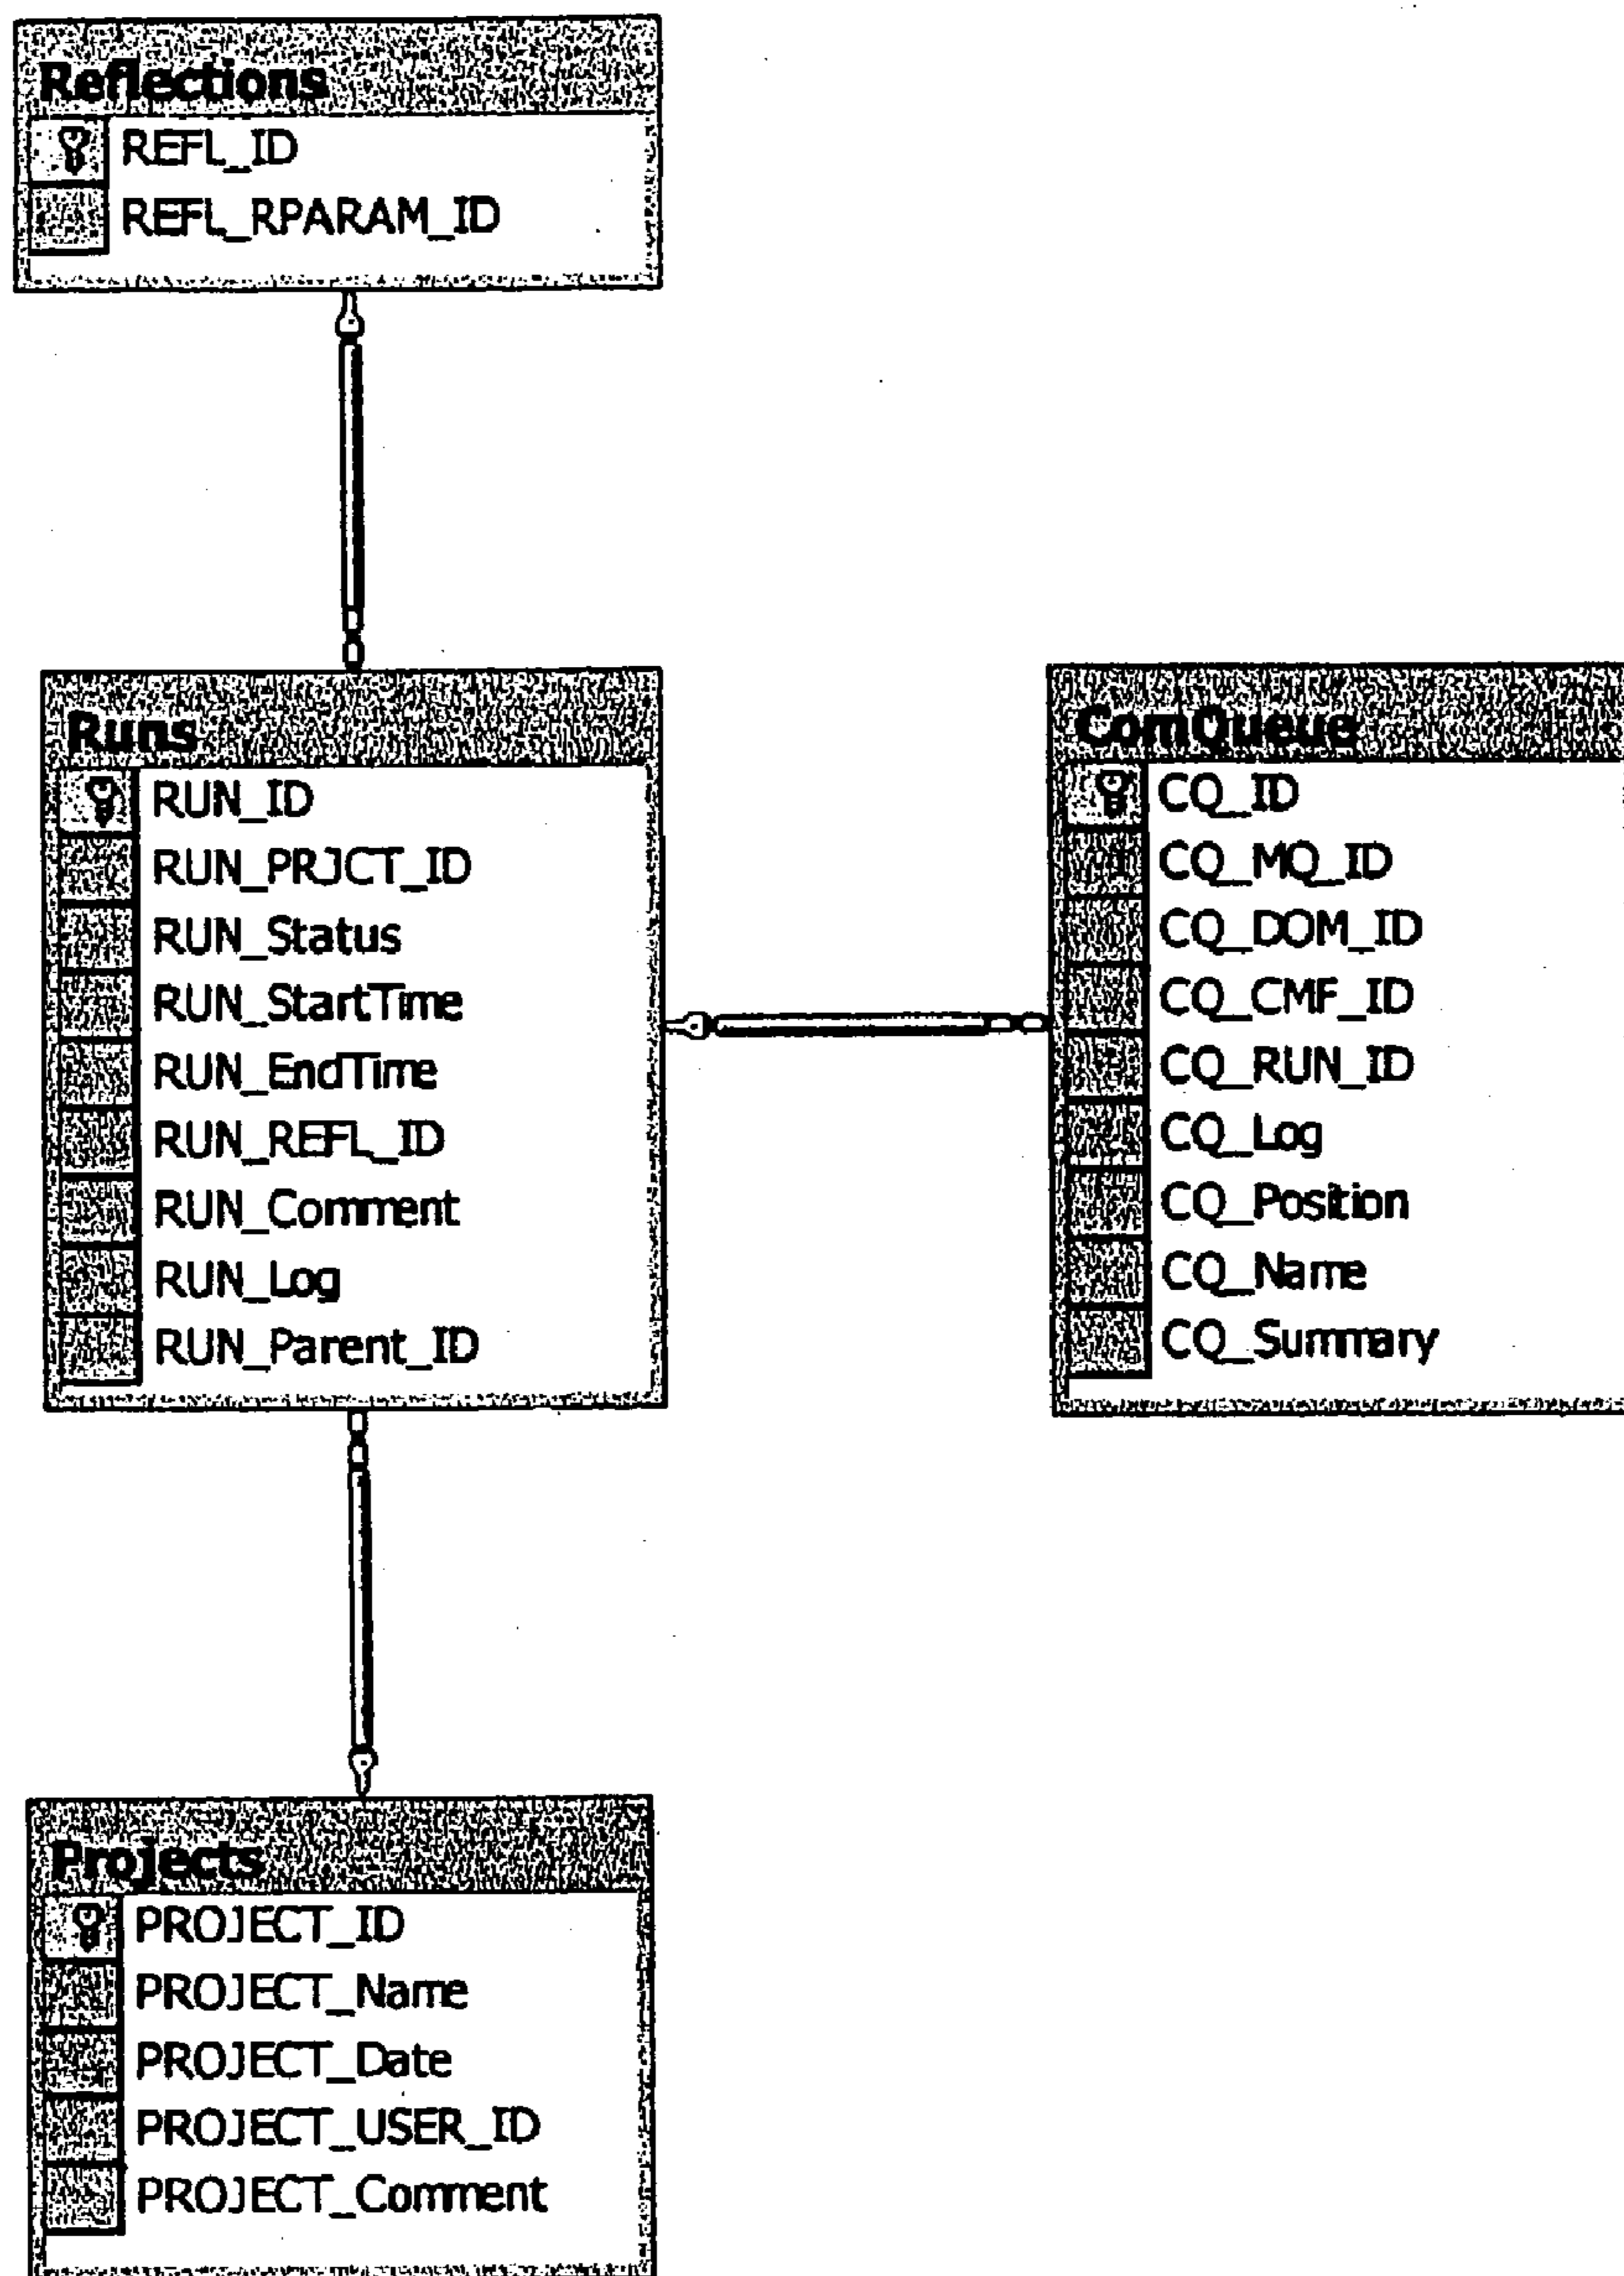 Reflections
REFL_ID
REFL_RPARAM_ID
Runs
RUN_ID
RUN_PRJCT_ID
RUN_Status
RUN_StartTime
RUN_EndTime
RUN_REFL_ID
RUN_Comment
RUN_Log
RUN_Parent_ID
ComQueue
CQ_ID
CQ_MQ_ID
CQ_DOM_ID
CQ_CMF_ID
CQ_RUN_ID
CQ_Log
CQ_Position
CQ_Name
CQ_Summary
Projects
PROJECT_ID
PROJECT_Name
PROJECT_Date
PROJECT_USER_ID
PROJECT_Comment